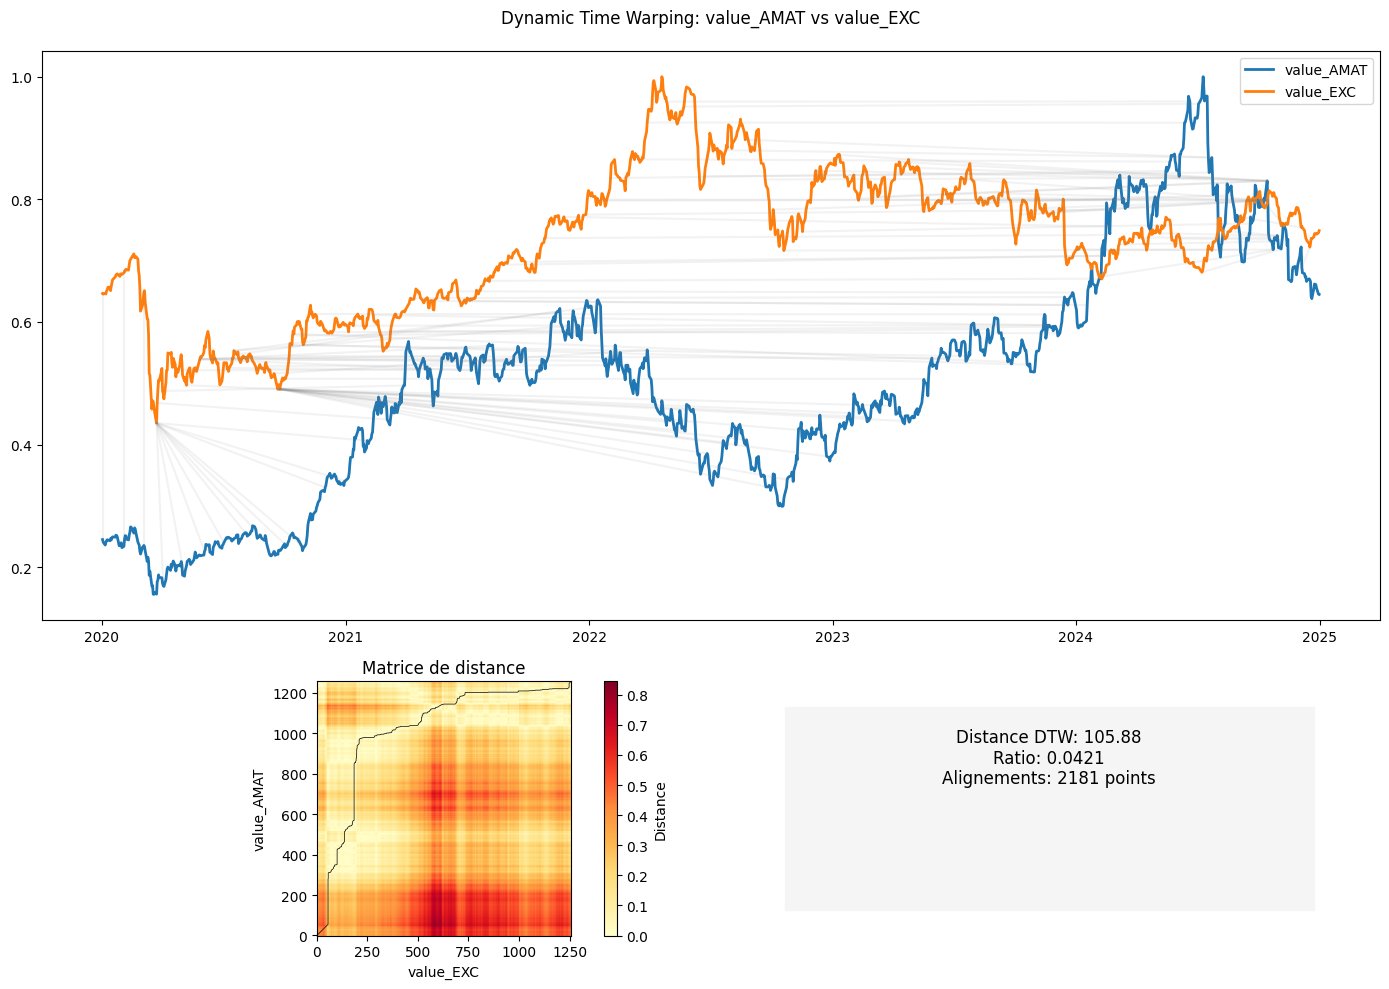 Dynamic Time Warping: value_AMAT vs value_EXC
value_AMAT
value_EXC
1.0
0.8
0.6
0.4
0.2
2020 2021 2022 2023 2024 2025
Matrice de distance
value_AMAT
1200
1000
800
600
400
200
0
0 250 500 750 1000 1250
value_EXC
0.8
0.7
0.6
0.5
0.4
0.3
0.2
0.1
0.0
Distance
Distance DTW: 105.88
Ratio: 0.0421
Alignements: 2181 points